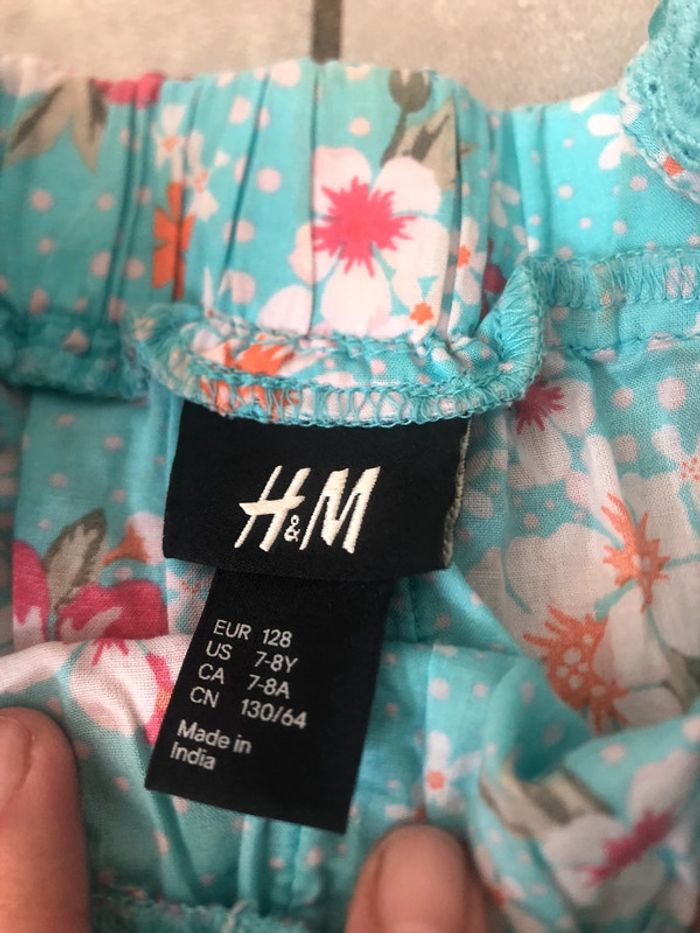 H&M
EUR 128
US 7-8Y
CA 7-8A
CN 130/64
Made in
India